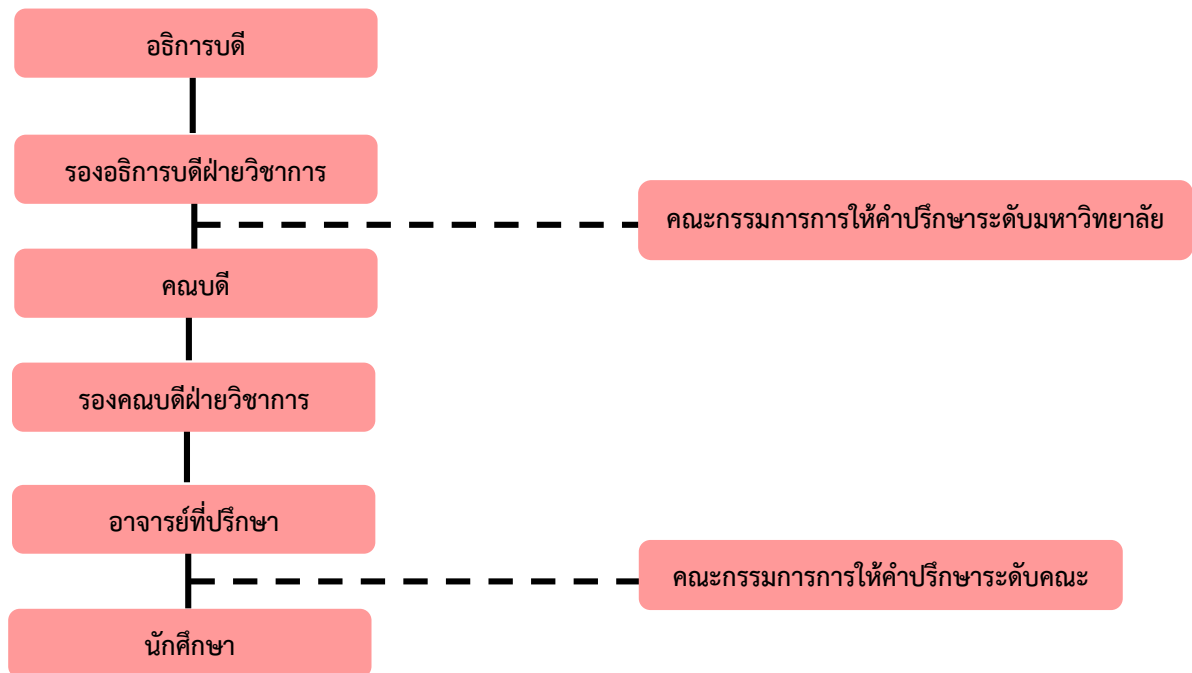 อธิการบดี
รองอธิการบดีฝ่ายวิชาการ
คณะกรรมการการให้คำปรึกษาระดับมหาวิทยาลัย
คณบดี
รองคณบดีฝ่ายวิชาการ
อาจารย์ที่ปรึกษา
คณะกรรมการการให้คำปรึกษาระดับคณะ
นักศึกษา